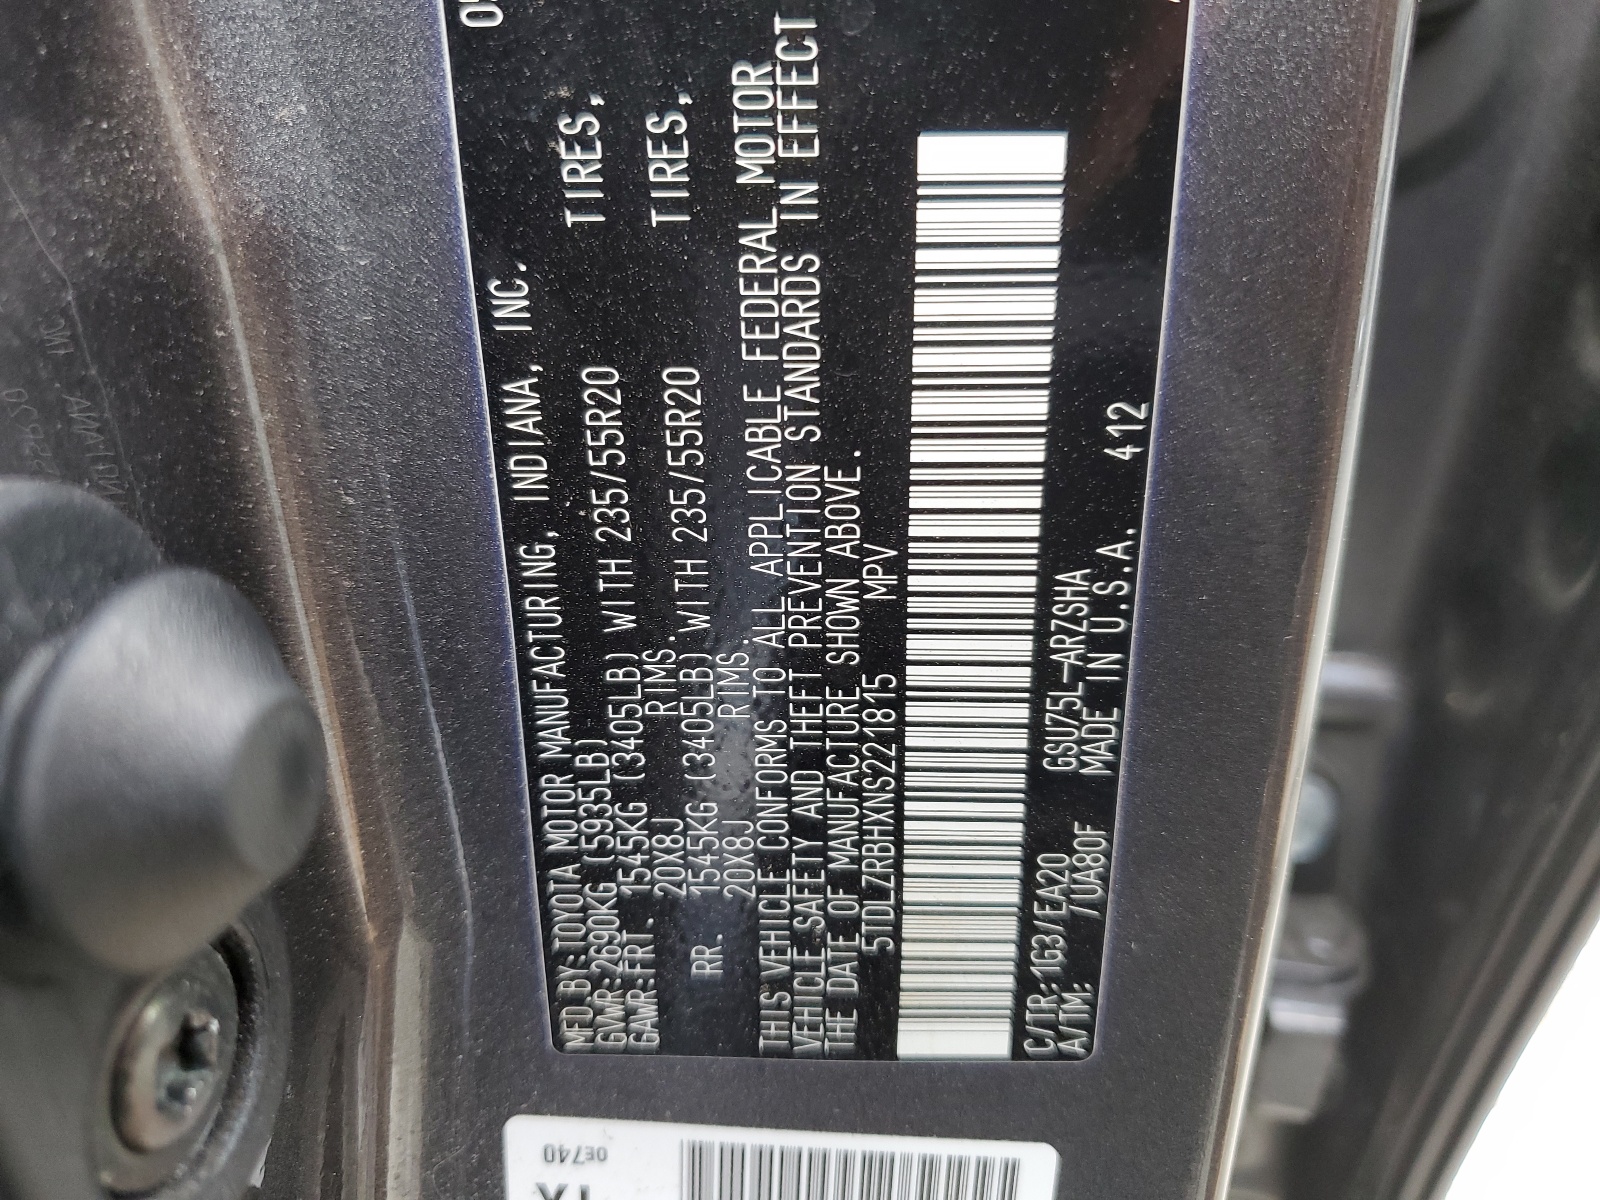 MFD BY:TOYOTA MOTOR MANUFACTURING, INDIANA, INC.
GVWR:2690KG (5935LB)
GAWR:FRT. 1545KG (3405LB) WITH 235/55R20 TIRES,
20X8J RIMS.
RR. 1545KG (3405LB) WITH 235/55R20 TIRES,
20X8J RIMS.
THIS VEHICLE CONFORMS TO ALL APPLICABLE FEDERAL MOTOR
VEHICLE SAFETY AND THEFT PREVENTION STANDARDS IN EFFECT
THE DATE OF MANUFACTURE SHOWN ABOVE.
5TDLZRBHXNS221815 MPV
C/TR:1G3/EA20 GSU75L-ARZSHA
A/TM: /UA80F MADE IN U.S.A. 412
0E740